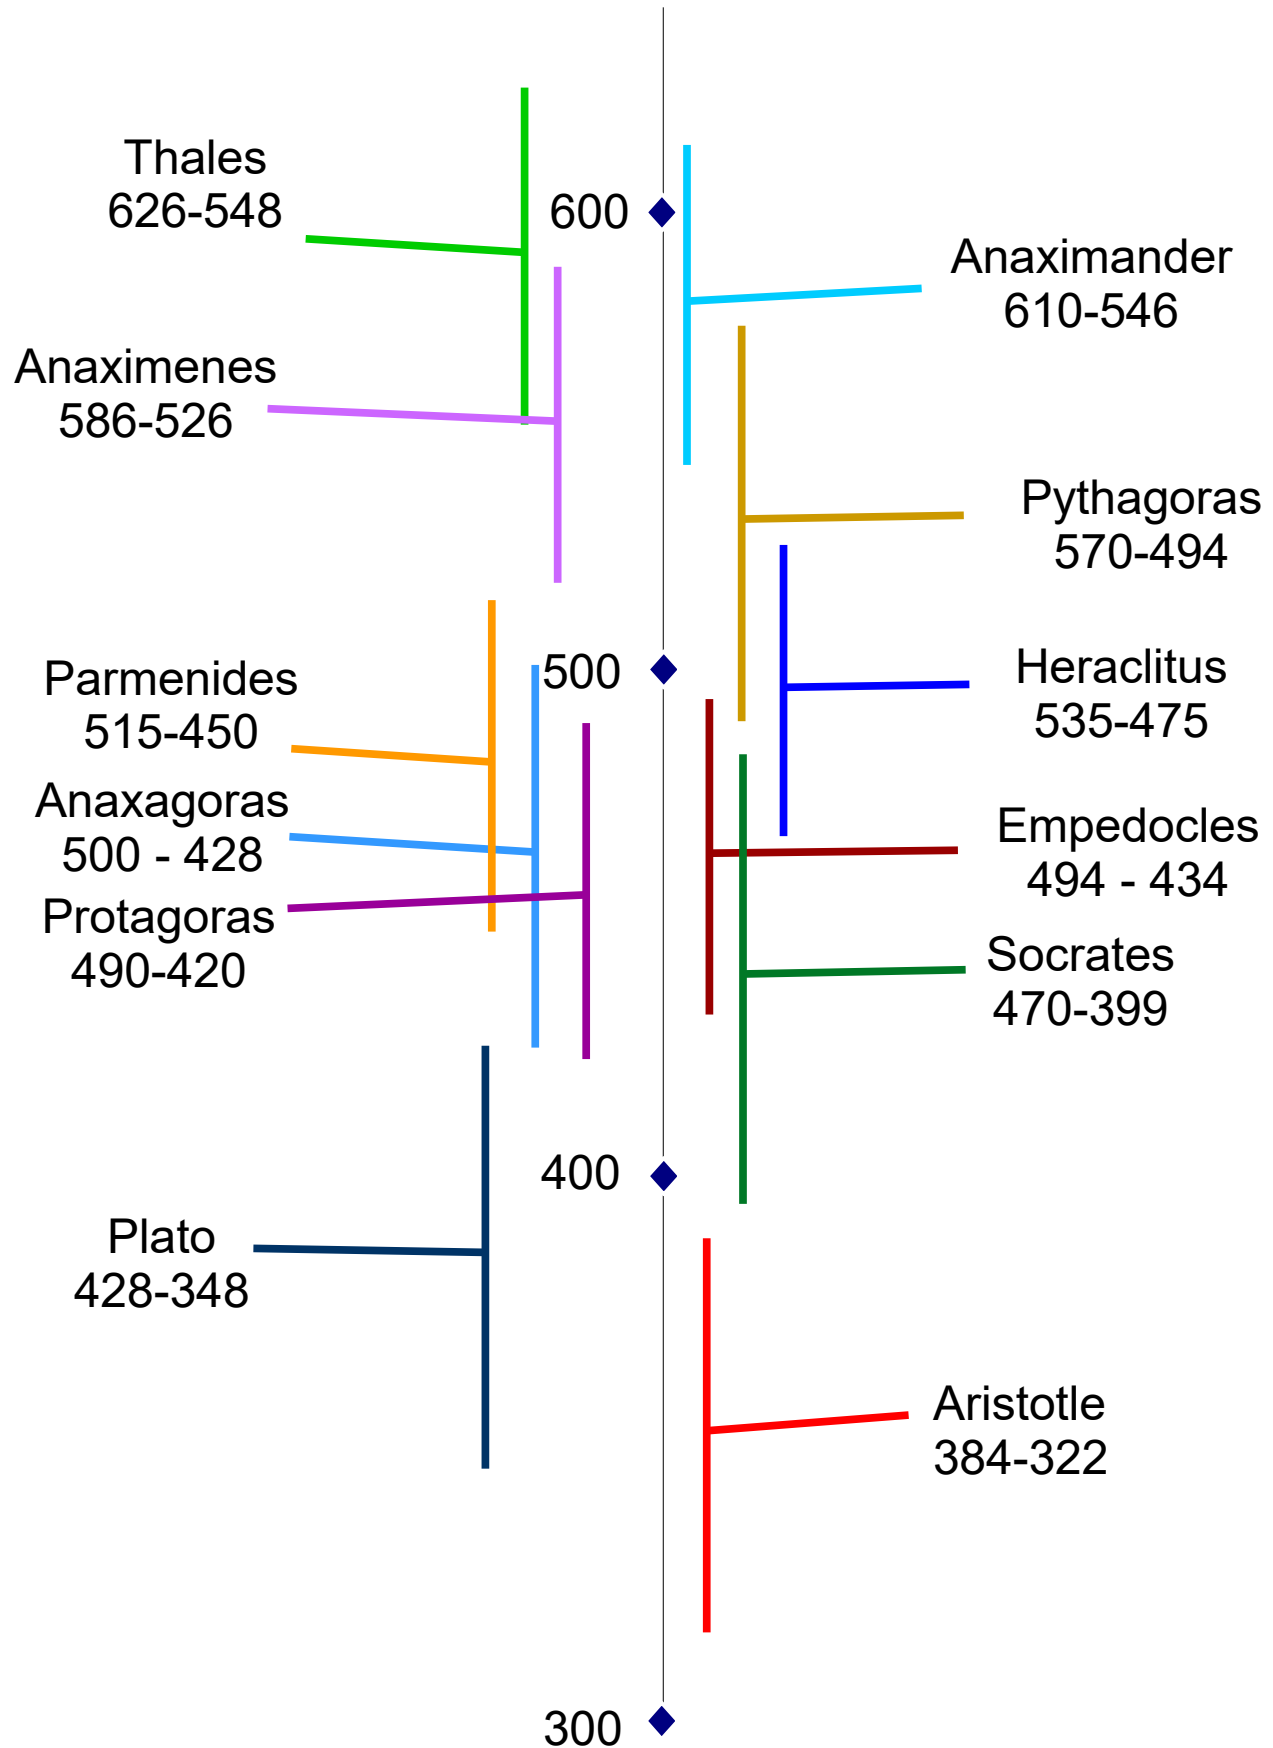 Thales
626-548
600
Anaximander
610-546
Anaximenes
586-526
Pythagoras
570-494
500
Heraclitus
535-475
Parmenides
515-450
Anaxagoras
500 - 428
Empedocles
494 - 434
Protagoras
490-420
Socrates
470-399
400
Plato
428-348
Aristotle
384-322
300